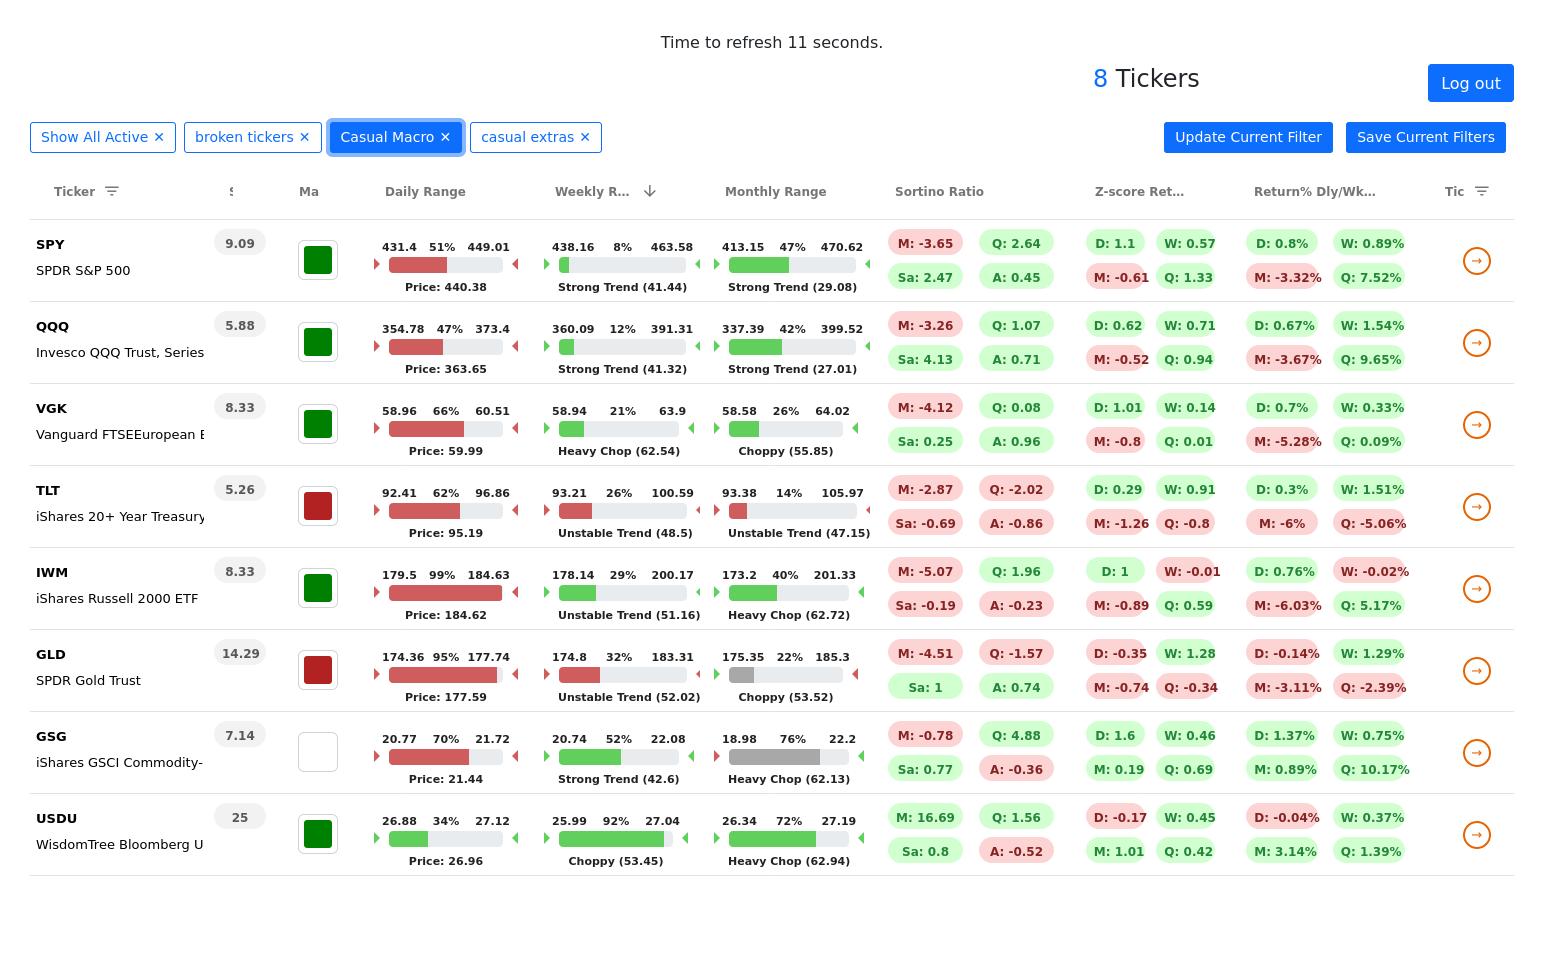 Time to refresh 11 seconds.
8 Tickers
Log out
Show All Active ✕ broken tickers ✕ Casual Macro ✕ casual extras ✕ Update Current Filter Save Current Filters
Ticker Ma Daily Range Weekly R... Monthly Range Sortino Ratio Z-score Ret... Return% Dly/Wk... Tic
SPY 9.09 431.4 51% 449.01 438.16 8% 463.58 413.15 47% 470.62 M: -3.65 Q: 2.64 D: 1.1 W: 0.57 D: 0.8% W: 0.89%
SPDR S&P 500 Sa: 2.47 A: 0.45 M: -0.61 Q: 1.33 M: -3.32% Q: 7.52%
Price: 440.38 Strong Trend (41.44) Strong Trend (29.08)
QQQ 5.88 354.78 47% 373.4 360.09 12% 391.31 337.39 42% 399.52 M: -3.26 Q: 1.07 D: 0.62 W: 0.71 D: 0.67% W: 1.54%
Invesco QQQ Trust, Series Sa: 4.13 A: 0.71 M: -0.52 Q: 0.94 M: -3.67% Q: 9.65%
Price: 363.65 Strong Trend (41.32) Strong Trend (27.01)
VGK 8.33 58.96 66% 60.51 58.94 21% 63.9 58.58 26% 64.02 M: -4.12 Q: 0.08 D: 1.01 W: 0.14 D: 0.7% W: 0.33%
Vanguard FTSEEuropean E Sa: 0.25 A: 0.96 M: -0.8 Q: 0.01 M: -5.28% Q: 0.09%
Price: 59.99 Heavy Chop (62.54) Choppy (55.85)
TLT 5.26 92.41 62% 96.86 93.21 26% 100.59 93.38 14% 105.97 M: -2.87 Q: -2.02 D: 0.29 W: 0.91 D: 0.3% W: 1.51%
iShares 20+ Year Treasury Sa: -0.69 A: -0.86 M: -1.26 Q: -0.8 M: -6% Q: -5.06%
Price: 95.19 Unstable Trend (48.5) Unstable Trend (47.15)
IWM 8.33 179.5 99% 184.63 178.14 29% 200.17 173.2 40% 201.33 M: -5.07 Q: 1.96 D: 1 W: -0.01 D: 0.76% W: -0.02%
iShares Russell 2000 ETF Sa: -0.19 A: -0.23 M: -0.89 Q: 0.59 M: -6.03% Q: 5.17%
Price: 184.62 Unstable Trend (51.16) Heavy Chop (62.72)
GLD 14.29 174.36 95% 177.74 174.8 32% 183.31 175.35 22% 185.3 M: -4.51 Q: -1.57 D: -0.35 W: 1.28 D: -0.14% W: 1.29%
SPDR Gold Trust Sa: 1 A: 0.74 M: -0.74 Q: -0.34 M: -3.11% Q: -2.39%
Price: 177.59 Unstable Trend (52.02) Choppy (53.52)
GSG 7.14 20.77 70% 21.72 20.74 52% 22.08 18.98 76% 22.2 M: -0.78 Q: 4.88 D: 1.6 W: 0.46 D: 1.37% W: 0.75%
iShares GSCI Commodity- Sa: 0.77 A: -0.36 M: 0.19 Q: 0.69 M: 0.89% Q: 10.17%
Price: 21.44 Strong Trend (42.6) Heavy Chop (62.13)
USDU 25 26.88 34% 27.12 25.99 92% 27.04 26.34 72% 27.19 M: 16.69 Q: 1.56 D: -0.17 W: 0.45 D: -0.04% W: 0.37%
WisdomTree Bloomberg U Sa: 0.8 A: -0.52 M: 1.01 Q: 0.42 M: 3.14% Q: 1.39%
Price: 26.96 Choppy (53.45) Heavy Chop (62.94)